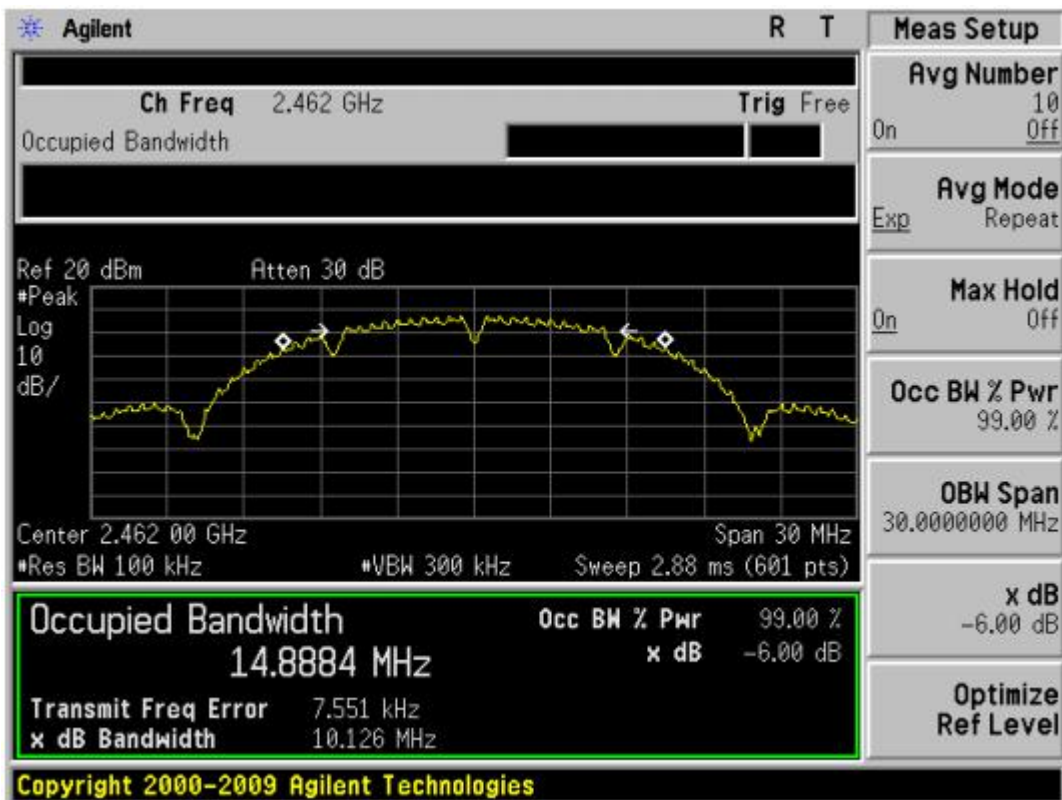 Agilent R T
Ch Freq 2.462 GHz Trig Free
Occupied Bandwidth
Ref 20 dBm Atten 30 dB
#Peak
Log
10
dB/
Center 2.462 00 GHz Span 30 MHz
#Res BW 100 kHz #VBW 300 kHz Sweep 2.88 ms (601 pts)
Occupied Bandwidth Occ BW % Pwr 99.00 %
14.8884 MHz x dB -6.00 dB
Transmit Freq Error 7.551 kHz
x dB Bandwidth 10.126 MHz
Copyright 2000-2009 Agilent Technologies
Meas Setup
Avg Number
10
On Off
Avg Mode
Exp Repeat
Max Hold
On Off
Occ BW % Pwr
99.00 %
OBW Span
30.0000000 MHz
x dB
-6.00 dB
Optimize
Ref Level